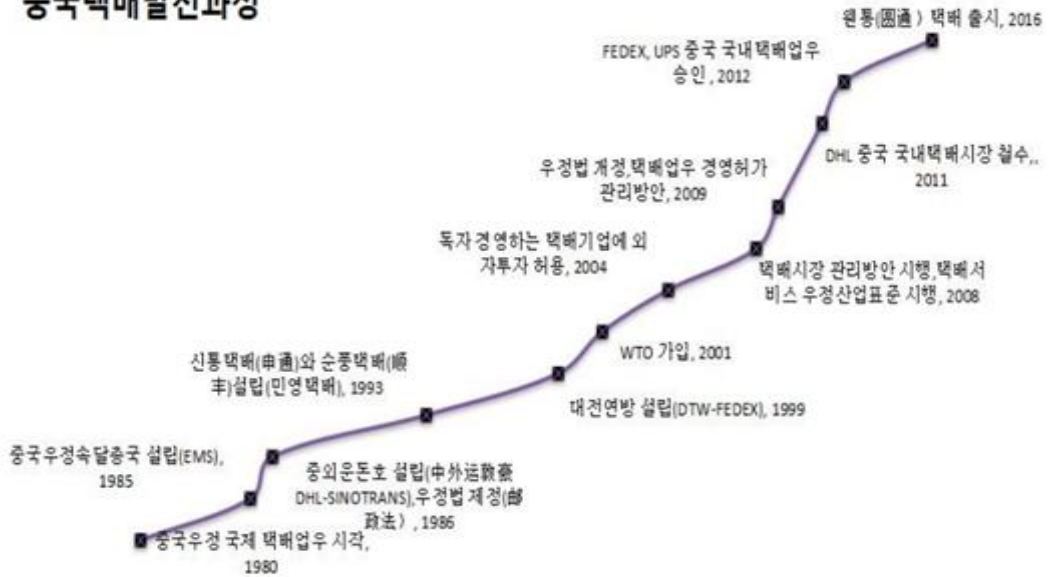 중국택배발전과정
원통(圆通) 택배 출시, 2016
FEDEX, UPS 중국 국내택배업우
승인, 2012
DHL 중국 국내택배시장 철수,,
2011
우정법 개정,택배업우 경영허가
관리방안, 2009
독자경영하는 택배기업에 외
자투자 허용, 2004
택배시장 관리방안 시행,택배서
비스 우정산업표준 시행, 2008
WTO 가입, 2001
신통택배(申通)와 순풍택배(顺
丰)설립(민영택배), 1993
대전연방 설립(DTW-FEDEX), 1999
중국우정속달총국 설립(EMS),
1985
중외운돈호 설립(中外运敦豪
DHL-SINOTRANS),우정법 제정(邮
政法）, 1986
중국우정 국제 택배업우 시각,
1980